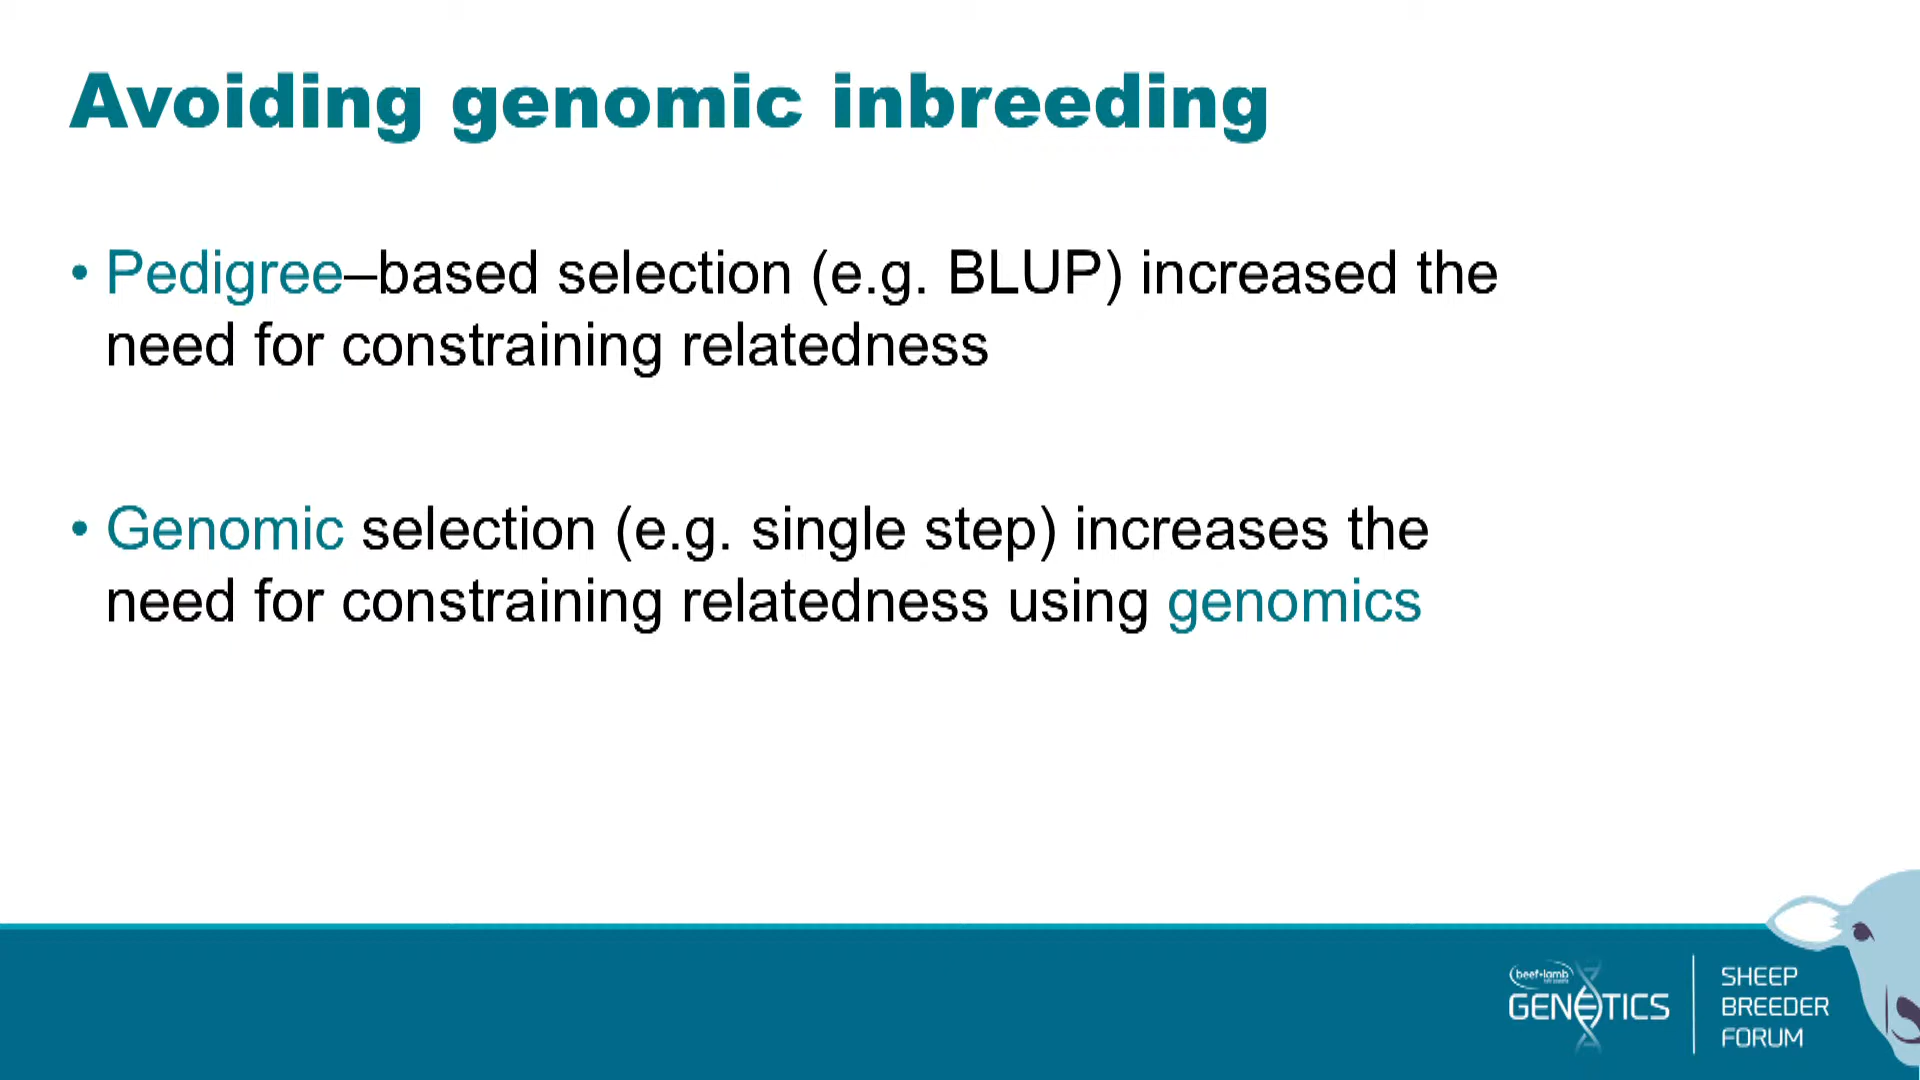 Avoiding genomic inbreeding
• Pedigree–based selection (e.g. BLUP) increased the
need for constraining relatedness
• Genomic selection (e.g. single step) increases the
need for constraining relatedness using genomics
beef+lamb
GENETICS
SHEEP
BREEDER
FORUM